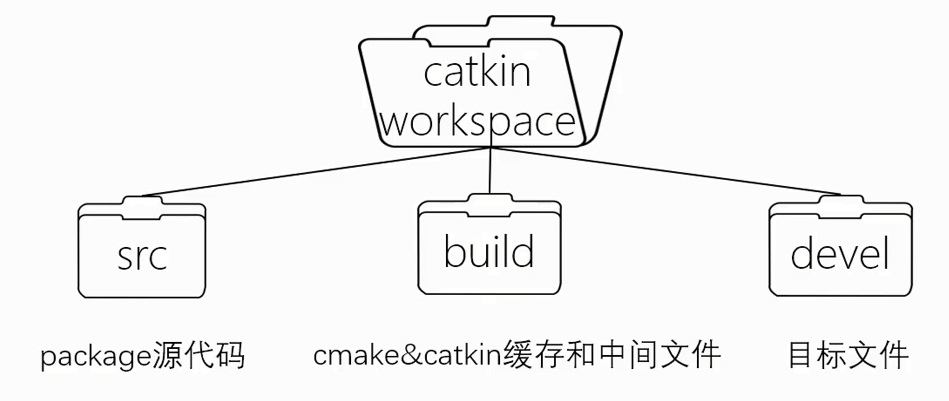 catkin
workspace
src
build
devel
package源代码
cmake&catkin缓存和中间文件
目标文件